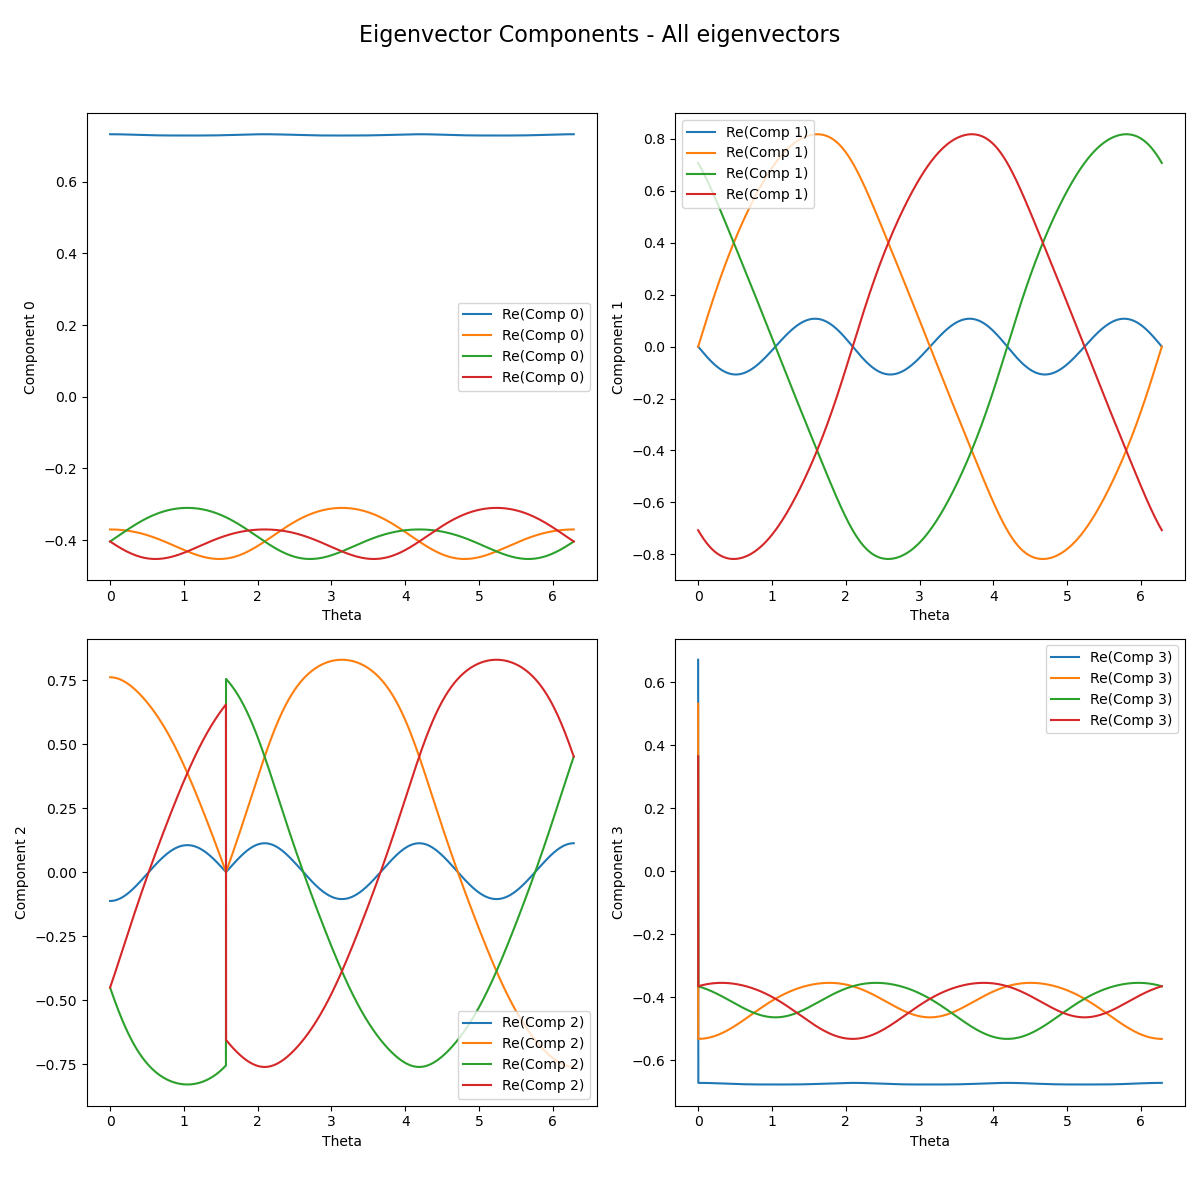 Eigenvector Components - All eigenvectors
Component 0
0.6
0.4
0.2
0.0
−0.2
−0.4
Re(Comp 0)
Re(Comp 0)
Re(Comp 0)
Re(Comp 0)
0 1 2 3 4 5 6
Theta
Component 1
0.8
0.6
0.4
0.2
0.0
−0.2
−0.4
−0.6
−0.8
Re(Comp 1)
Re(Comp 1)
Re(Comp 1)
Re(Comp 1)
0 1 2 3 4 5 6
Theta
Component 2
0.75
0.50
0.25
0.00
−0.25
−0.50
−0.75
Re(Comp 2)
Re(Comp 2)
Re(Comp 2)
Re(Comp 2)
0 1 2 3 4 5 6
Theta
Component 3
0.6
0.4
0.2
0.0
−0.2
−0.4
−0.6
Re(Comp 3)
Re(Comp 3)
Re(Comp 3)
Re(Comp 3)
0 1 2 3 4 5 6
Theta